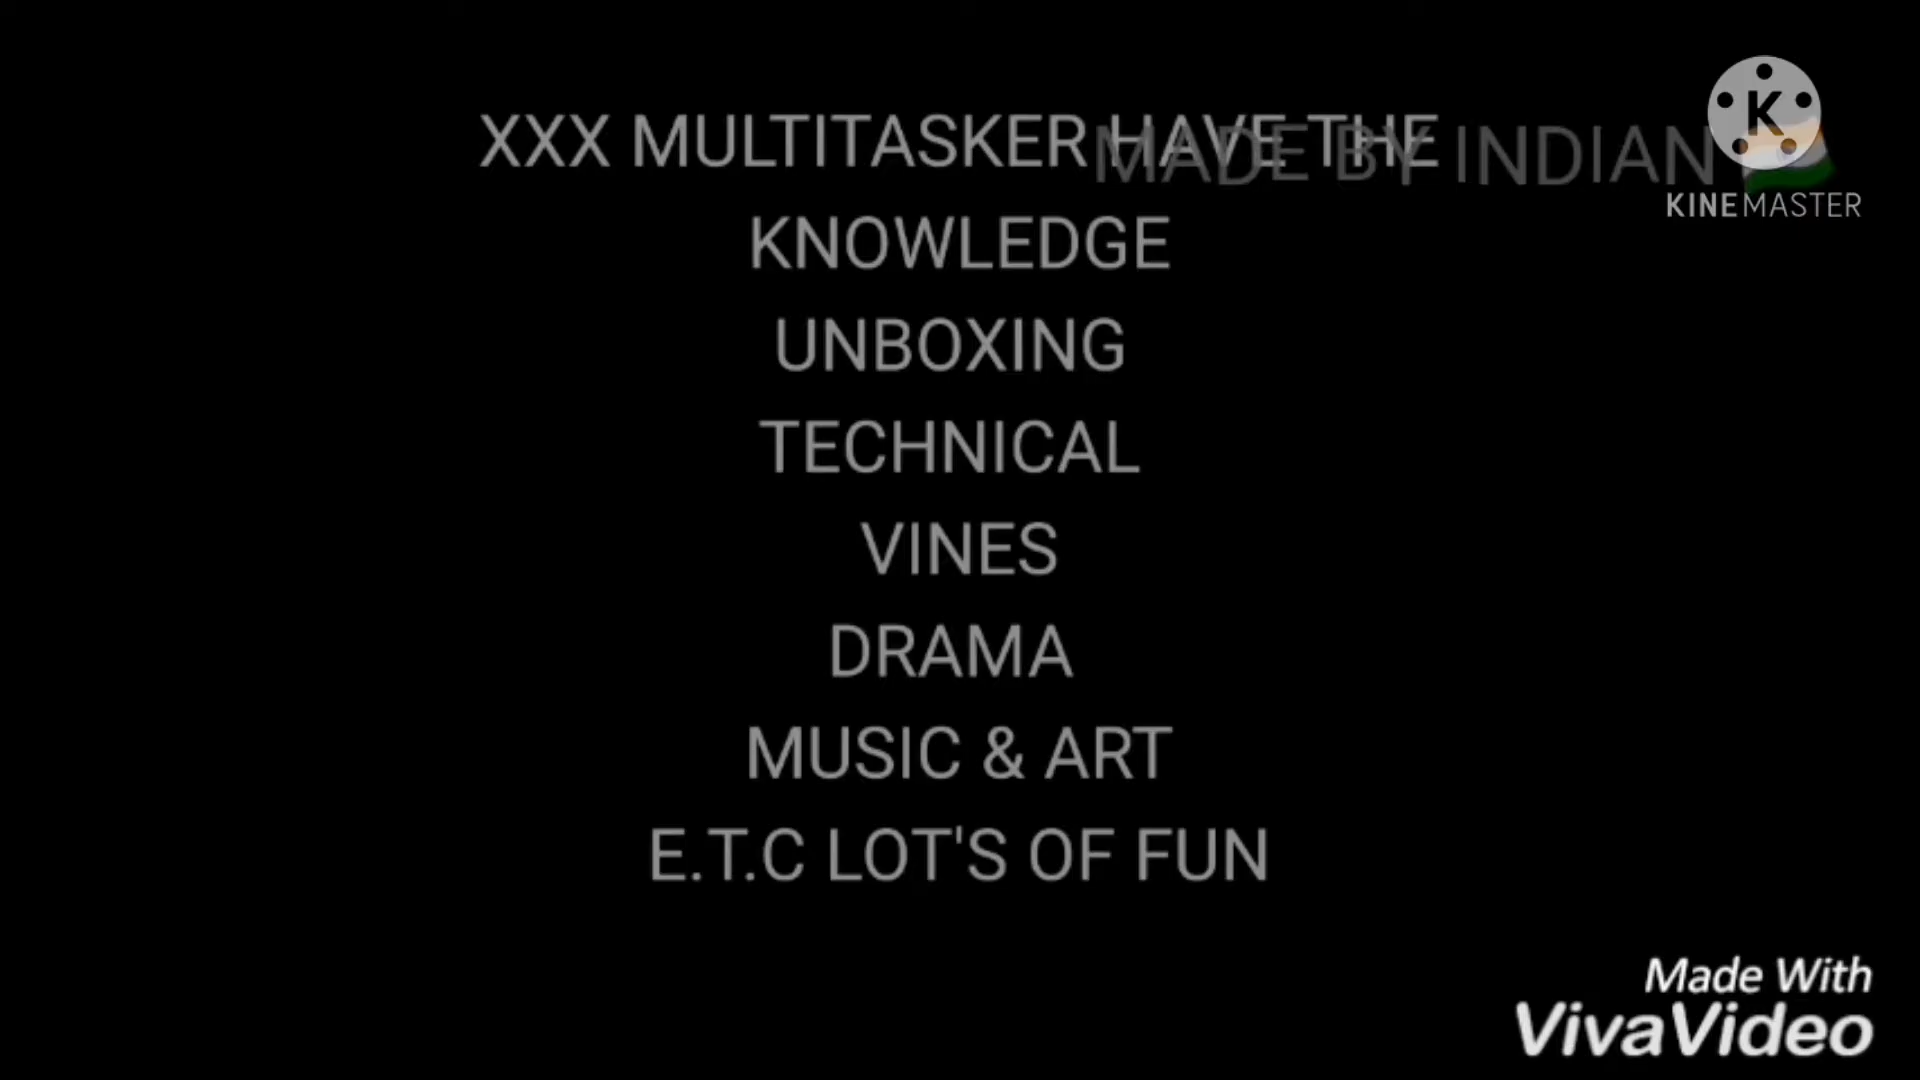 XXX MULTITASKER HAVE THE
MADE BY INDIAN
KINEMASTER
KNOWLEDGE
UNBOXING
TECHNICAL
VINES
DRAMA
MUSIC & ART
E.T.C LOT'S OF FUN
Made With
VivaVideo